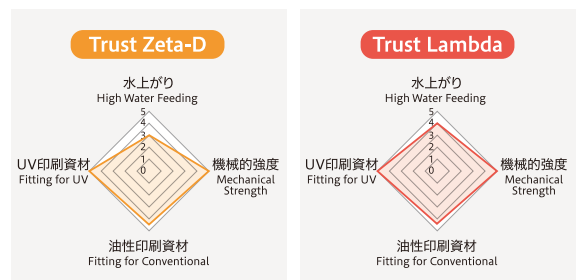 Trust Zeta-D
水上がり
High Water Feeding
5
4
3
2
1
0
UV印刷資材
Fitting for UV
機械的強度
Mechanical
Strength
油性印刷資材
Fitting for Conventional
Trust Lambda
水上がり
High Water Feeding
5
4
3
2
1
0
UV印刷資材
Fitting for UV
機械的強度
Mechanical
Strength
油性印刷資材
Fitting for Conventional